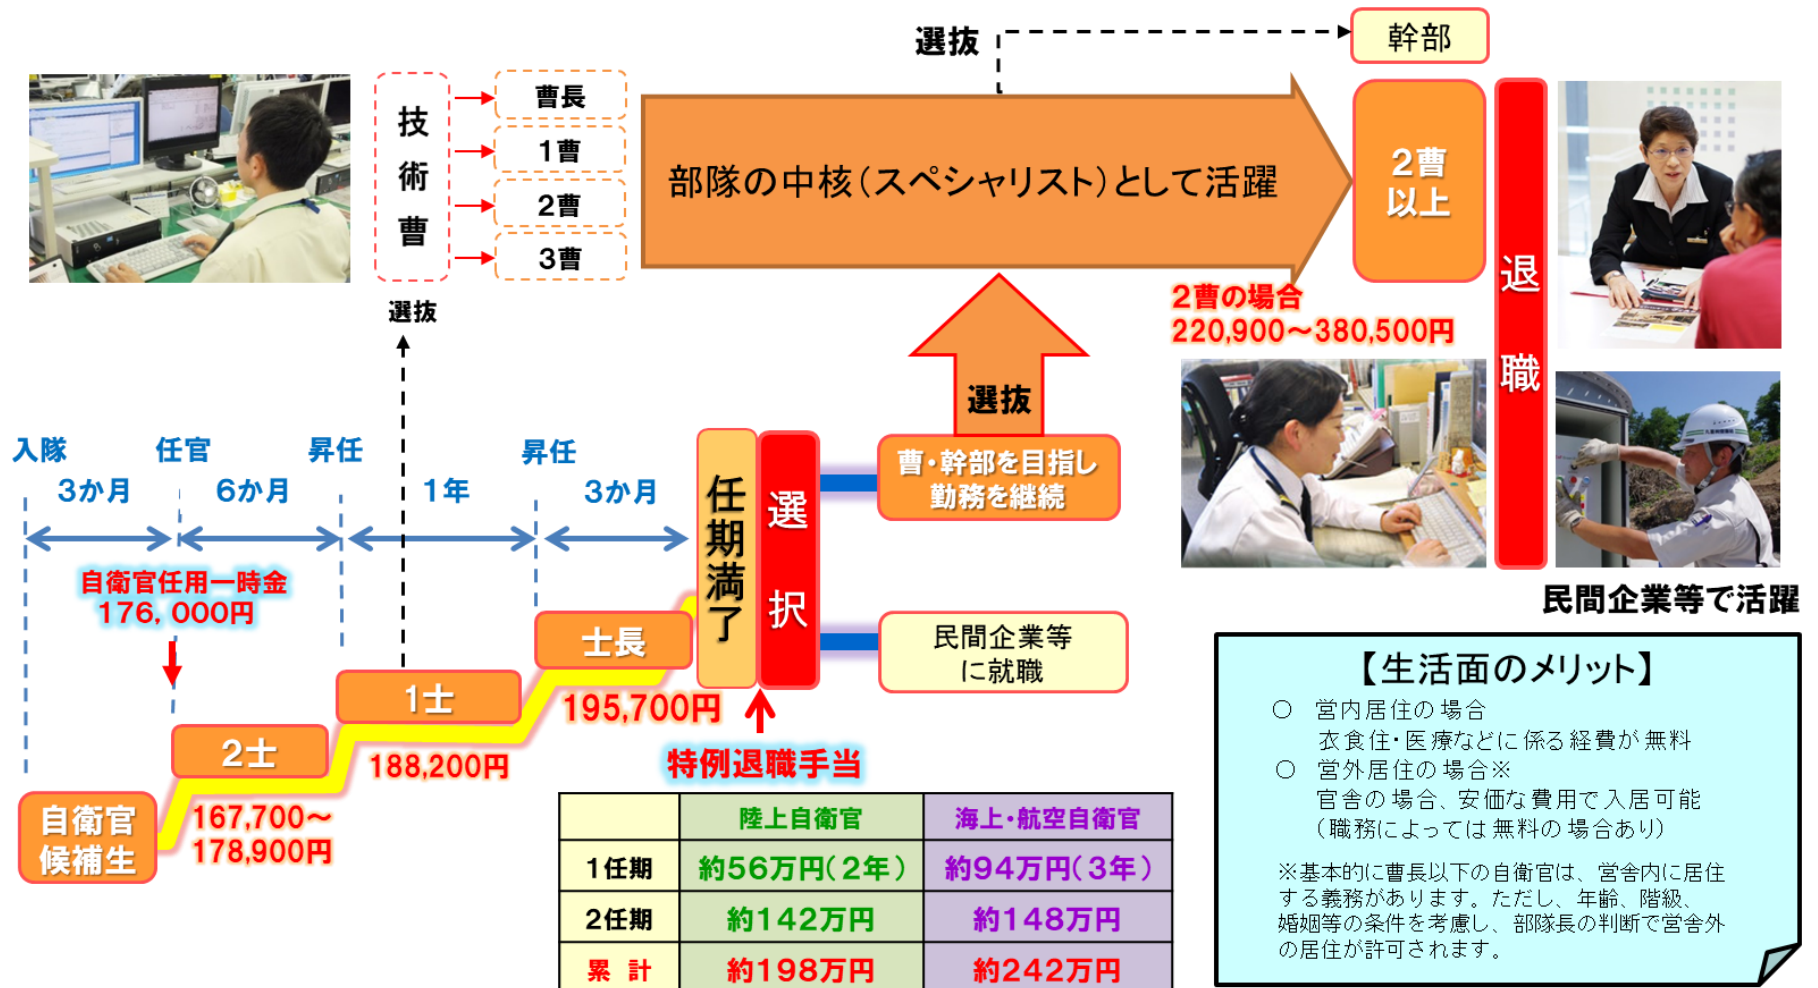 選抜
幹部
技術曹
曹長
1曹
2曹
3曹
部隊の中核(スペシャリスト)として活躍
2曹
以上
退職
選抜
2曹の場合
220,900～380,500円
選抜
入隊
任官
昇任
昇任
3か月
6か月
1年
3か月
任期満了
選択
曹・幹部を目指し
勤務を継続
自衛官任用一時金
176,000円
民間企業等で活躍
士長
民間企業等
に就職
1士
195,700円
2士
188,200円
特例退職手当
自衛官
候補生
167,700～
178,900円
陸上自衛官 海上・航空自衛官
1任期 約56万円(2年) 約94万円(3年)
2任期 約142万円 約148万円
累計 約198万円 約242万円
【生活面のメリット】
○ 営内居住の場合
衣食住・医療などに係る経費が無料
○ 営外居住の場合※
官舎の場合、安価な費用で入居可能
(職務によっては無料の場合あり)
※基本的に曹長以下の自衛官は、営舎内に居住
する義務があります。ただし、年齢、階級、
婚姻等の条件を考慮し、部隊長の判断で営舎外
の居住が許可されます。